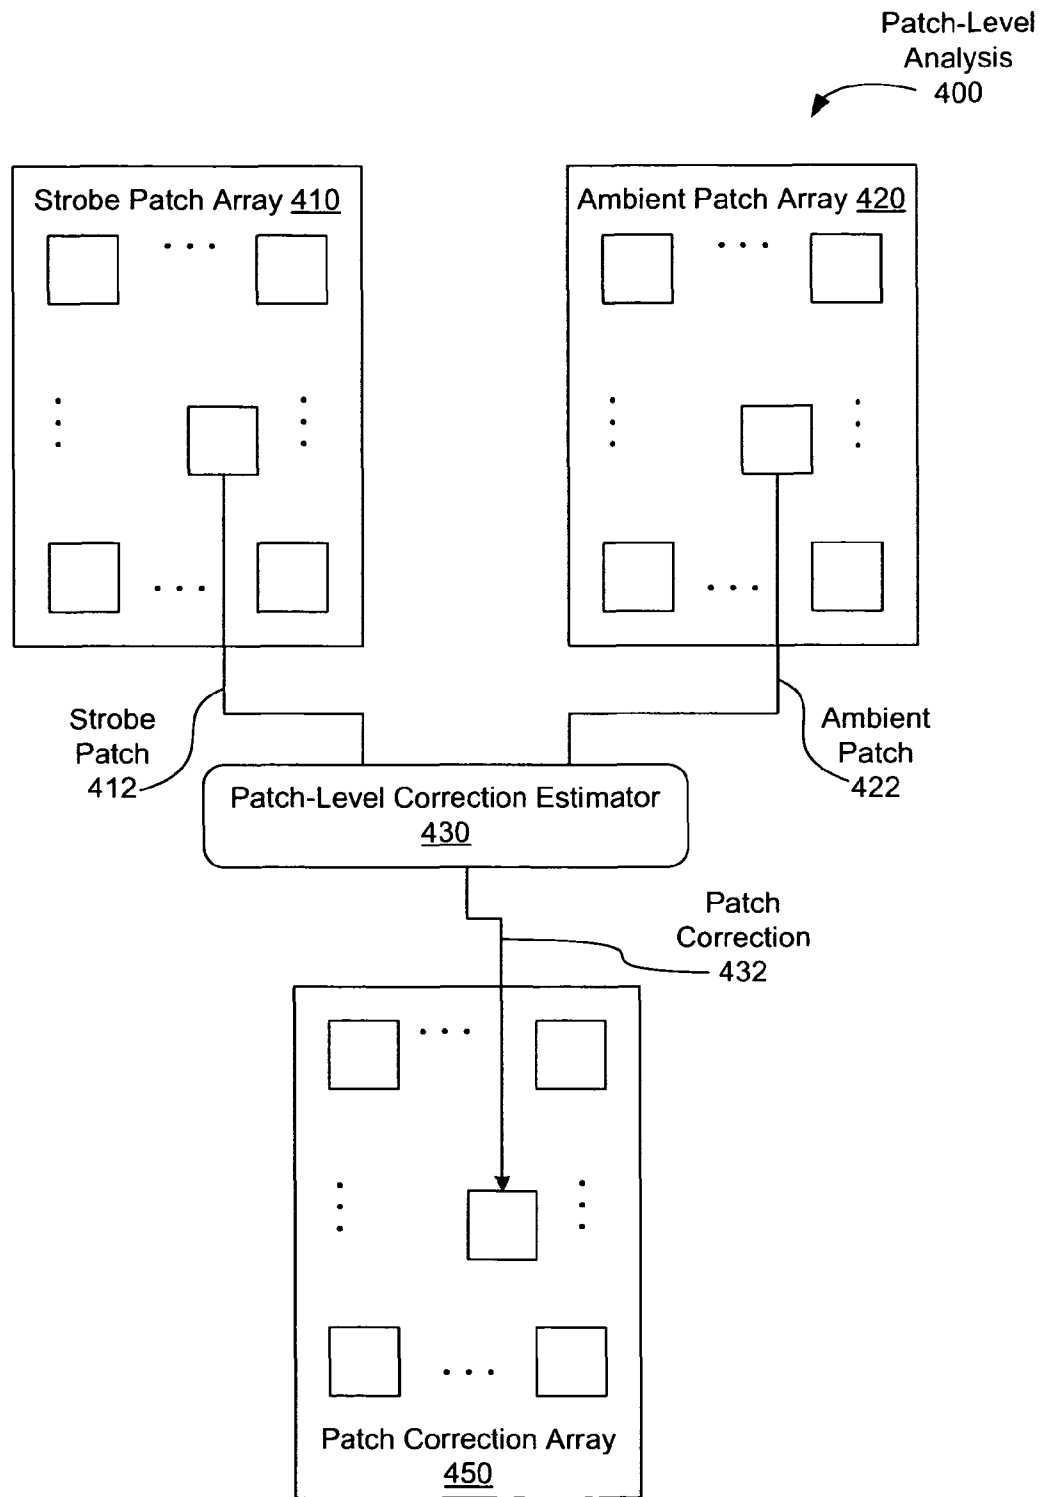 Patch-Level
Analysis
400
Strobe Patch Array 410
Ambient Patch Array 420
Strobe
Patch
412
Ambient
Patch
422
Patch-Level Correction Estimator
430
Patch
Correction
432
Patch Correction Array
450